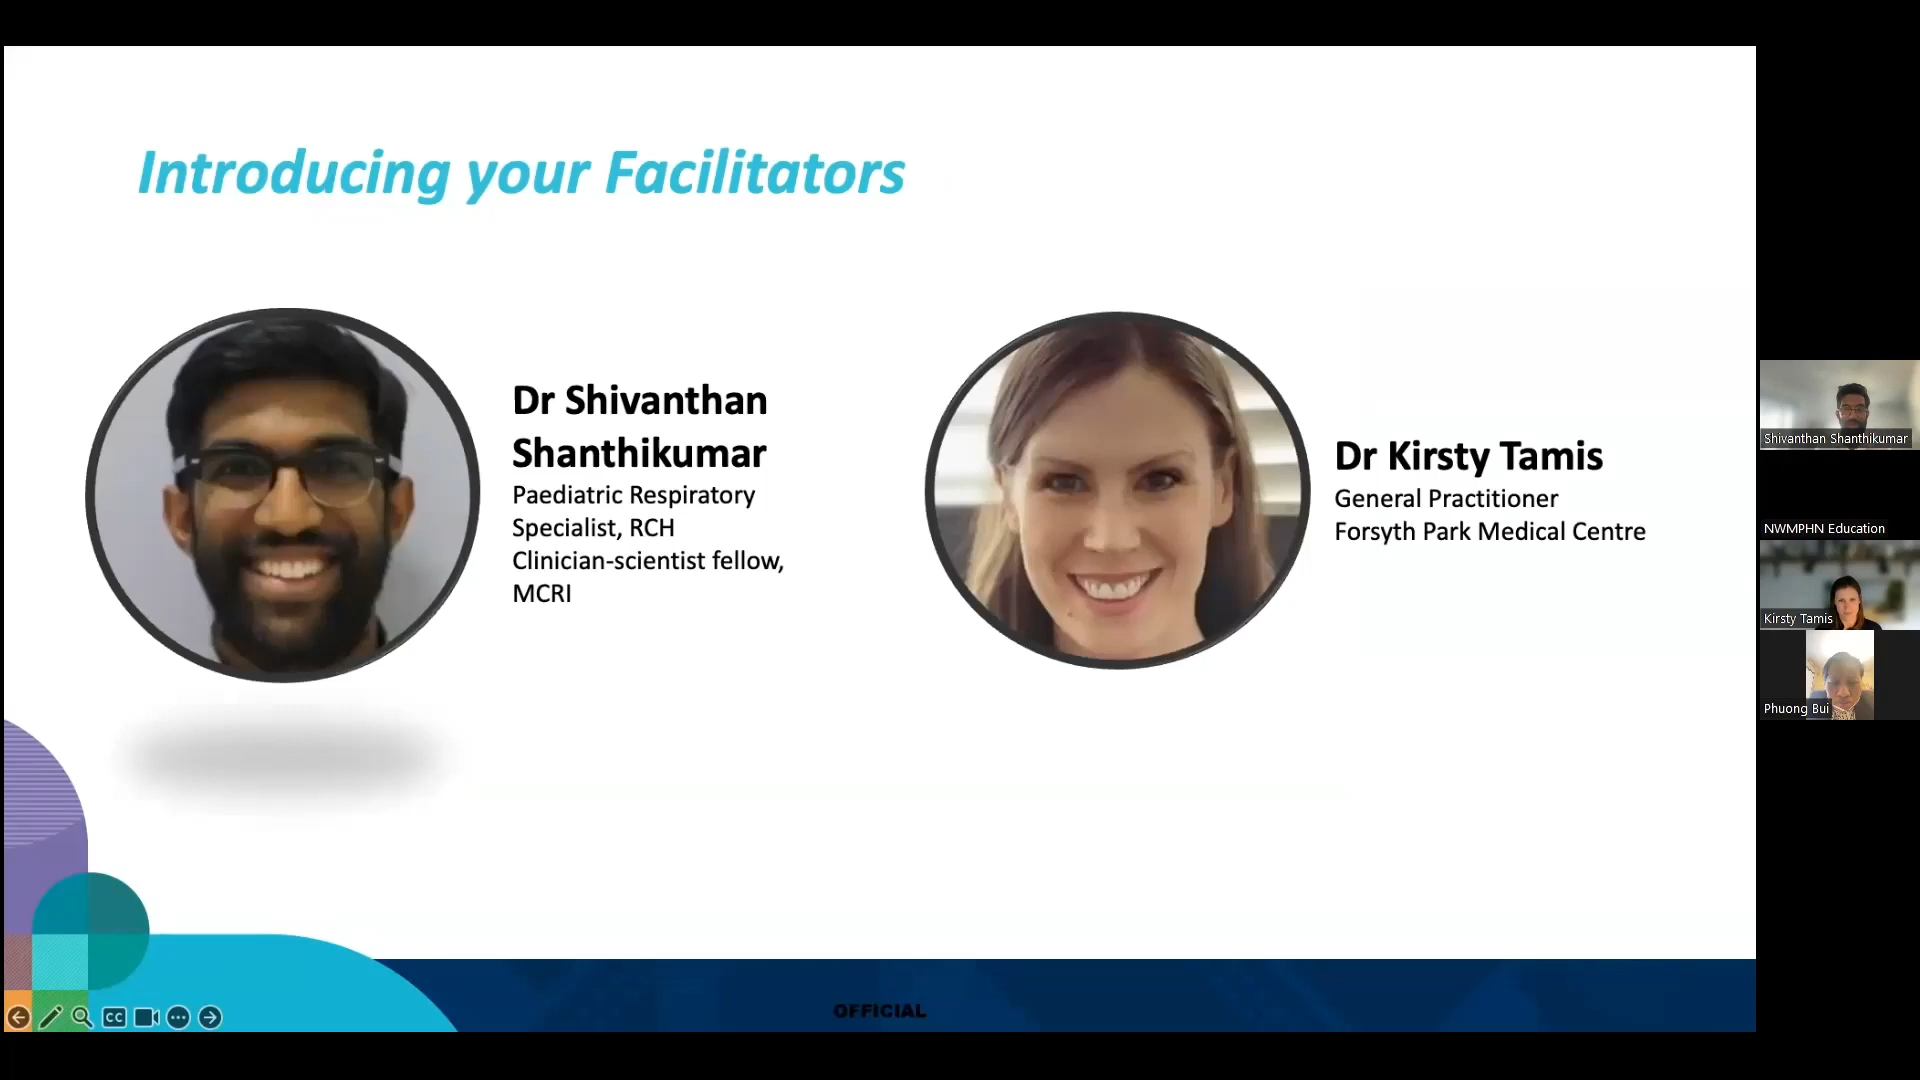 Introducing your Facilitators
Dr Shivanthan
Shanthikumar
Paediatric Respiratory
Specialist, RCH
Clinician-scientist fellow,
MCRI
Dr Kirsty Tamis
General Practitioner
Forsyth Park Medical Centre
Shivanthan Shanthikumar
NWMPHN Education
Kirsty Tamis
Phuong Bui
CC
OFFICIAL